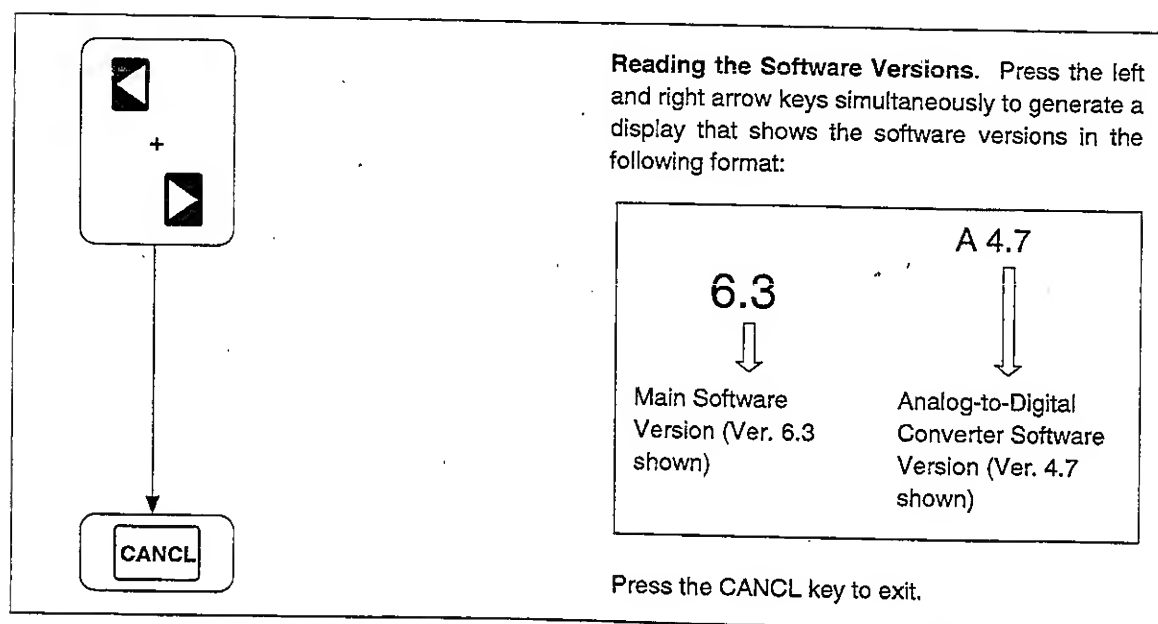 +
CANCL
Reading the Software Versions. Press the left
and right arrow keys simultaneously to generate a
display that shows the software versions in the
following format:
6.3
A 4.7
Main Software
Version (Ver. 6.3
shown)
Analog-to-Digital
Converter Software
Version (Ver. 4.7
shown)
Press the CANCL key to exit.